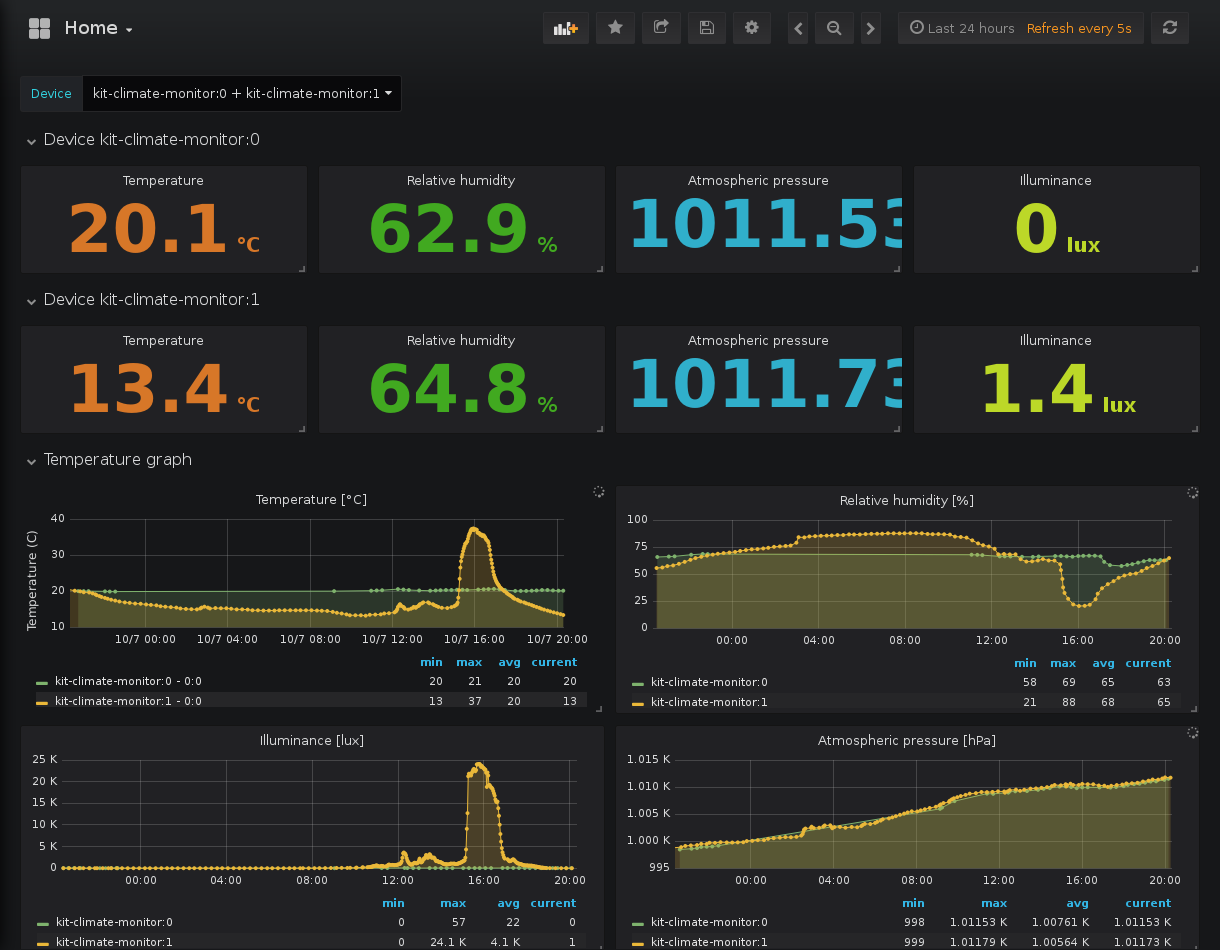 Home
Last 24 hours Refresh every 5s
Device kit-climate-monitor:0 + kit-climate-monitor:1
Device kit-climate-monitor:0
Temperature Relative humidity Atmospheric pressure Illuminance
20.1 °C 62.9 % 1011.53 0 lux
Device kit-climate-monitor:1
Temperature Relative humidity Atmospheric pressure Illuminance
13.4 °C 64.8 % 1011.73 1.4 lux
Temperature graph
Temperature [°C]
Temperature (C)
40
30
20
10
10/7 00:00 10/7 04:00 10/7 08:00 10/7 12:00 10/7 16:00 10/7 20:00
min max avg current
kit-climate-monitor:0 - 0:0 20 21 20 20
kit-climate-monitor:1 - 0:0 13 37 20 13
Relative humidity [%]
100
75
50
25
0
00:00 04:00 08:00 12:00 16:00 20:00
min max avg current
kit-climate-monitor:0 58 69 65 63
kit-climate-monitor:1 21 88 68 65
Illuminance [lux]
25 K
20 K
15 K
10 K
5 K
0
00:00 04:00 08:00 12:00 16:00 20:00
min max avg current
kit-climate-monitor:0 0 57 22 0
kit-climate-monitor:1 0 24.1 K 4.1 K 1
Atmospheric pressure [hPa]
1.015 K
1.010 K
1.005 K
1.000 K
995
00:00 04:00 08:00 12:00 16:00 20:00
min max avg current
kit-climate-monitor:0 998 1.01153 K 1.00761 K 1.01153 K
kit-climate-monitor:1 999 1.01179 K 1.00564 K 1.01173 K